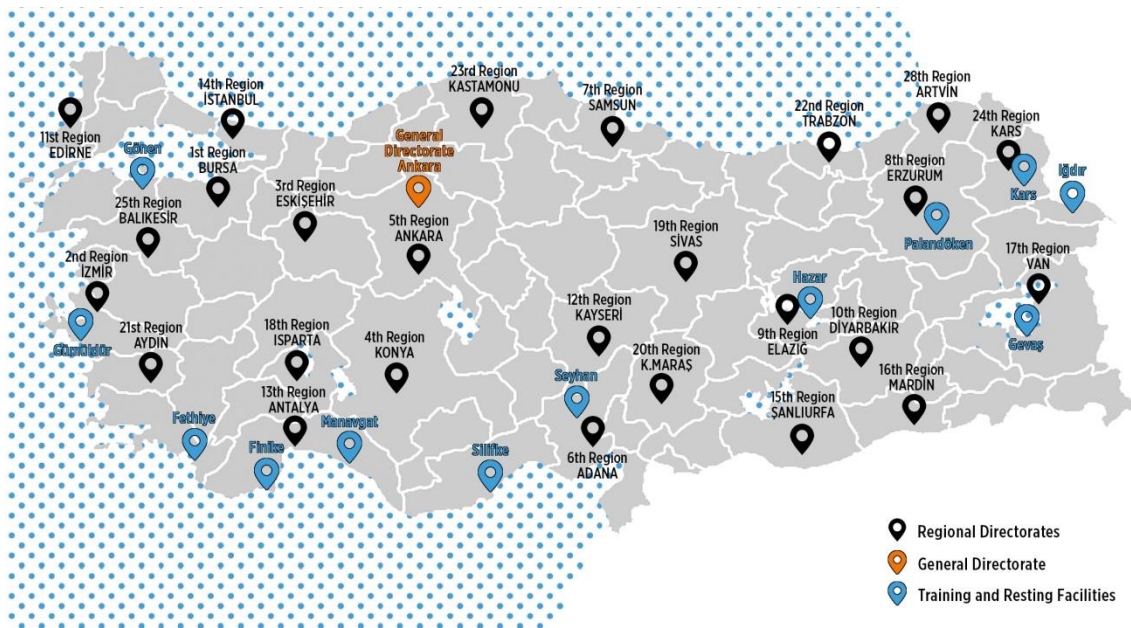 23rd Region
KASTAMONU
14th Region
İSTANBUL
7th Region
SAMSUN
28th Region
ARTVİN
22nd Region
TRABZON
24th Region
KARS
11st Region
EDİRNE
Gönen
1st Region
BURSA
General
Directorate
Ankara
8th Region
ERZURUM
Kars
Iğdır
3rd Region
ESKİŞEHİR
25th Region
BALIKESİR
5th Region
ANKARA
19th Region
SİVAS
Palandöken
17th Region
VAN
2nd Region
İZMİR
Hazar
12th Region
KAYSERİ
10th Region
DİYARBAKIR
9th Region
ELAZIĞ
Gevaş
21st Region
AYDIN
18th Region
ISPARTA
4th Region
KONYA
20th Region
K.MARAŞ
Gümüldür
16th Region
MARDİN
Seyhan
13th Region
ANTALYA
15th Region
ŞANLIURFA
Fethiye
Manavgat
Finike
Silifke
6th Region
ADANA
Regional Directorates
General Directorate
Training and Resting Facilities